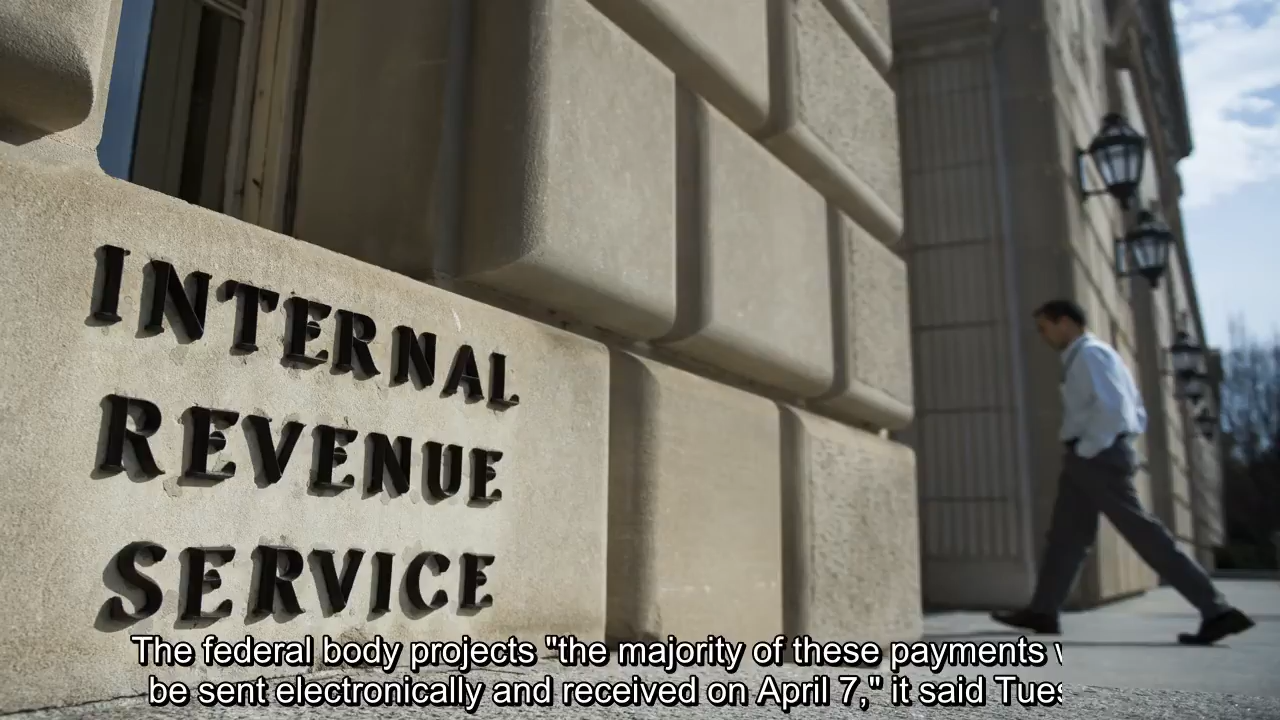 INTERNAL
REVENUE
SERVICE
The federal body projects "the majority of these payments
be sent electronically and received on April 7," it said